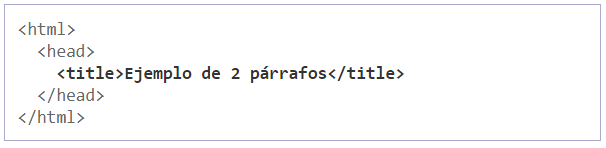 <html>
<head>
<title>Ejemplo de 2 párrafos</title>
</head>
</html>